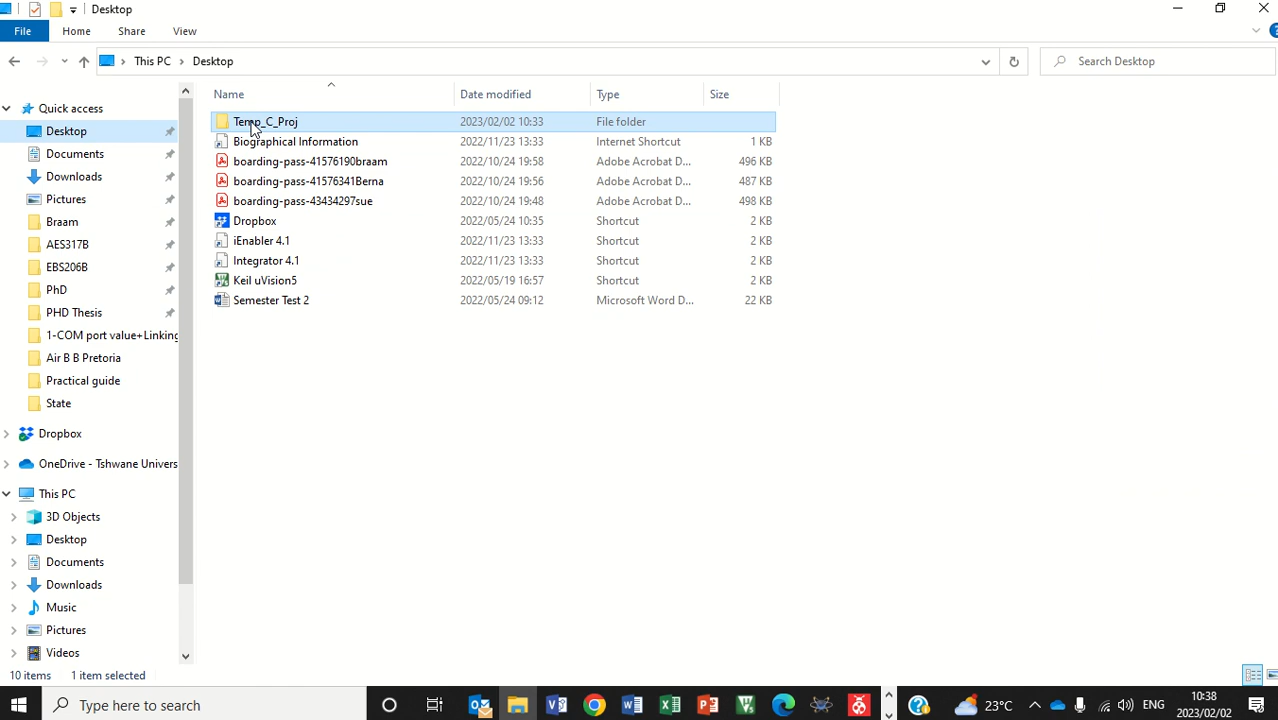 Desktop
File Home Share View
This PC Desktop Search Desktop
Name Date modified Type Size
Quick access
Desktop
Documents
Downloads
Pictures
Braam
AES317B
EBS206B
PhD
PHD Thesis
1-COM port value+Linking
Air B B Pretoria
Practical guide
State
Dropbox
OneDrive - Tshwane Univers
This PC
3D Objects
Desktop
Documents
Downloads
Music
Pictures
Videos
Temp_C_Proj 2023/02/02 10:33 File folder
Biographical Information 2022/11/23 13:33 Internet Shortcut 1 KB
boarding-pass-41576190braam 2022/10/24 19:58 Adobe Acrobat D... 496 KB
boarding-pass-41576341Berna 2022/10/24 19:56 Adobe Acrobat D... 487 KB
boarding-pass-43434297sue 2022/10/24 19:48 Adobe Acrobat D... 498 KB
Dropbox 2022/05/24 10:35 Shortcut 2 KB
iEnabler 4.1 2022/11/23 13:33 Shortcut 2 KB
Integrator 4.1 2022/11/23 13:33 Shortcut 2 KB
Keil uVision5 2022/05/19 16:57 Shortcut 2 KB
Semester Test 2 2022/05/24 09:12 Microsoft Word D... 22 KB
10 items 1 item selected
Type here to search 23°C ENG 10:38
2023/02/02